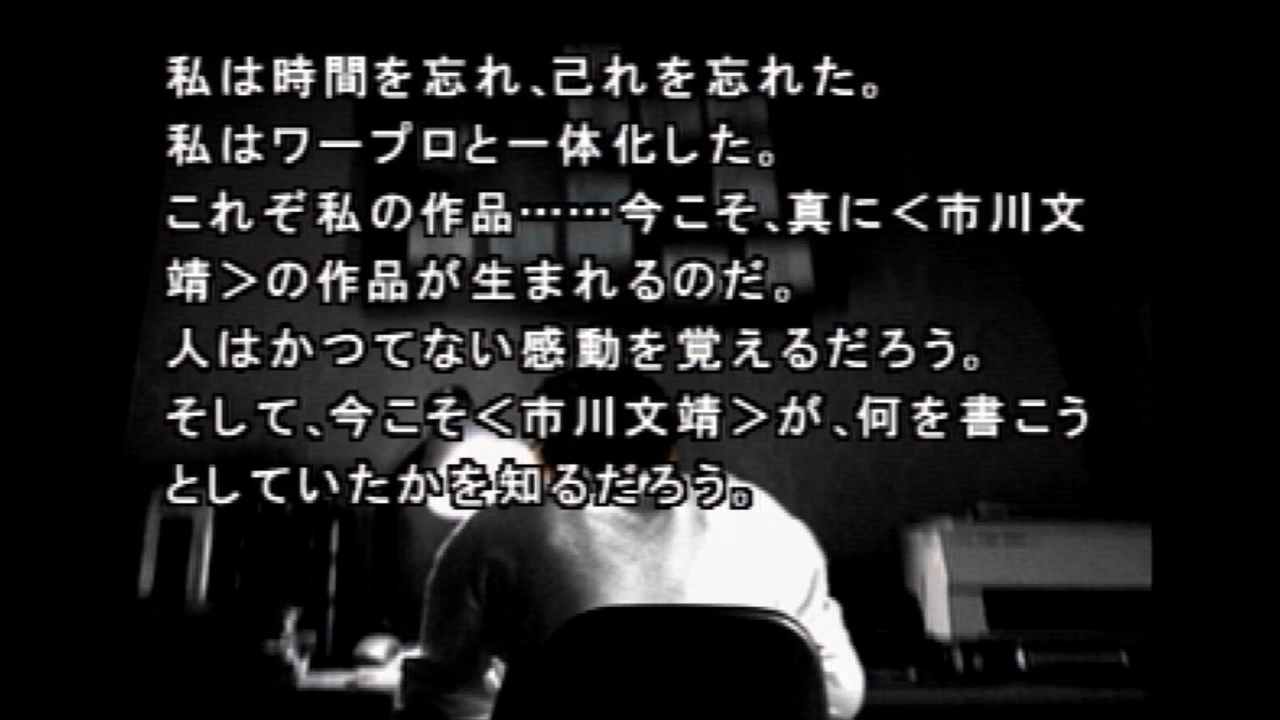 私は時間を忘れ、己れを忘れた。
私はワープロと一体化した。
これぞ私の作品……今こそ、真に＜市川文
靖＞の作品が生まれるのだ。
人はかつてない感動を覚えるだろう。
そして、今こそ＜市川文靖＞が、何を書こう
としていたかを知るだろう。